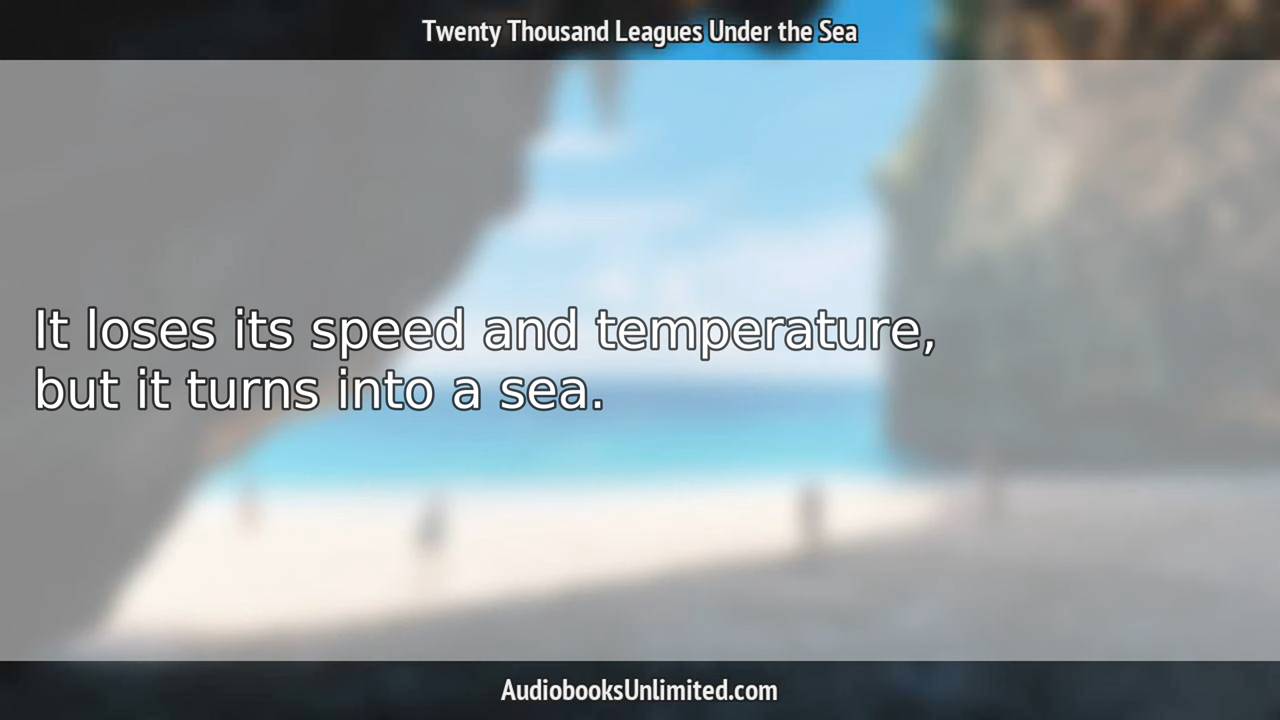 Twenty Thousand Leagues Under the Sea
It loses its speed and temperature,
but it turns into a sea.
AudiobooksUnlimited.com